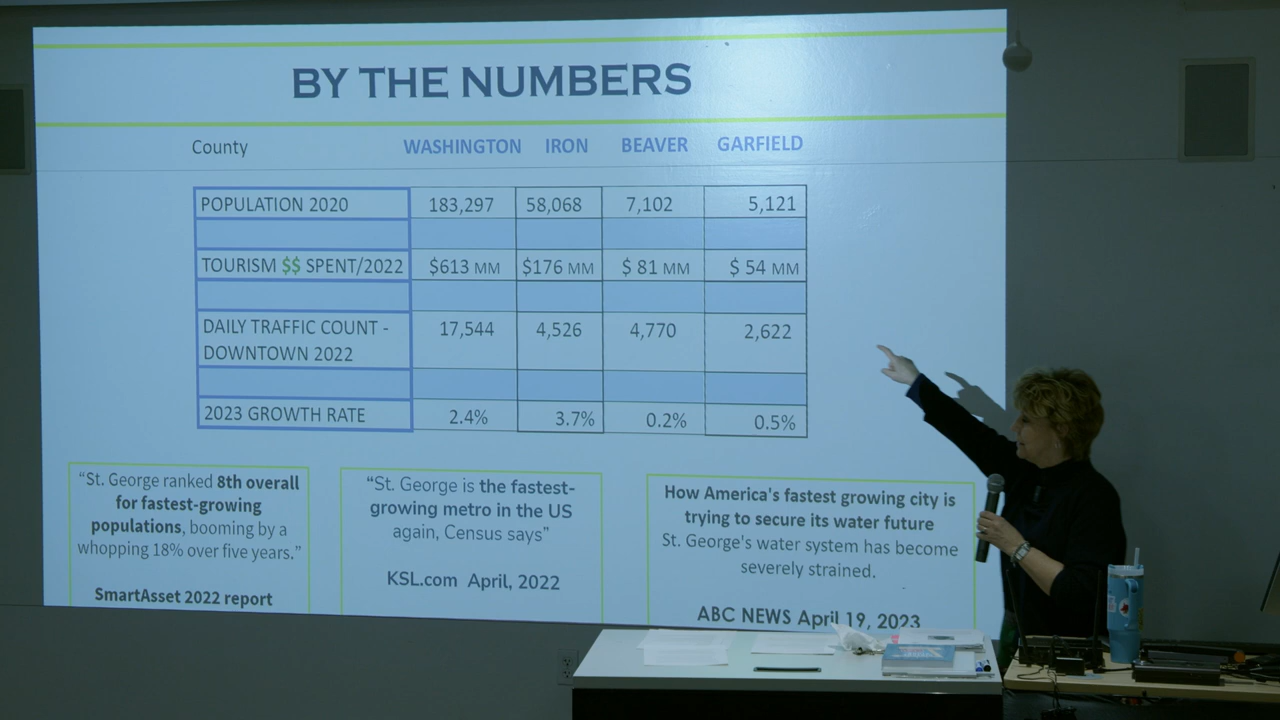 BY THE NUMBERS
County WASHINGTON IRON BEAVER GARFIELD
POPULATION 2020 183,297 58,068 7,102 5,121
TOURISM $$ SPENT/2022 $613 MM $176 MM $ 81 MM $ 54 MM
DAILY TRAFFIC COUNT - 17,544 4,526 4,770 2,622
DOWNTOWN 2022
2023 GROWTH RATE 2.4% 3.7% 0.2% 0.5%
“St. George ranked 8th overall
for fastest-growing
populations, booming by a
whopping 18% over five years.”
SmartAsset 2022 report
“St. George is the fastest-
growing metro in the US
again, Census says”
KSL.com April, 2022
How America's fastest growing city is
trying to secure its water future
St. George's water system has become
severely strained.
ABC NEWS April 19, 2023